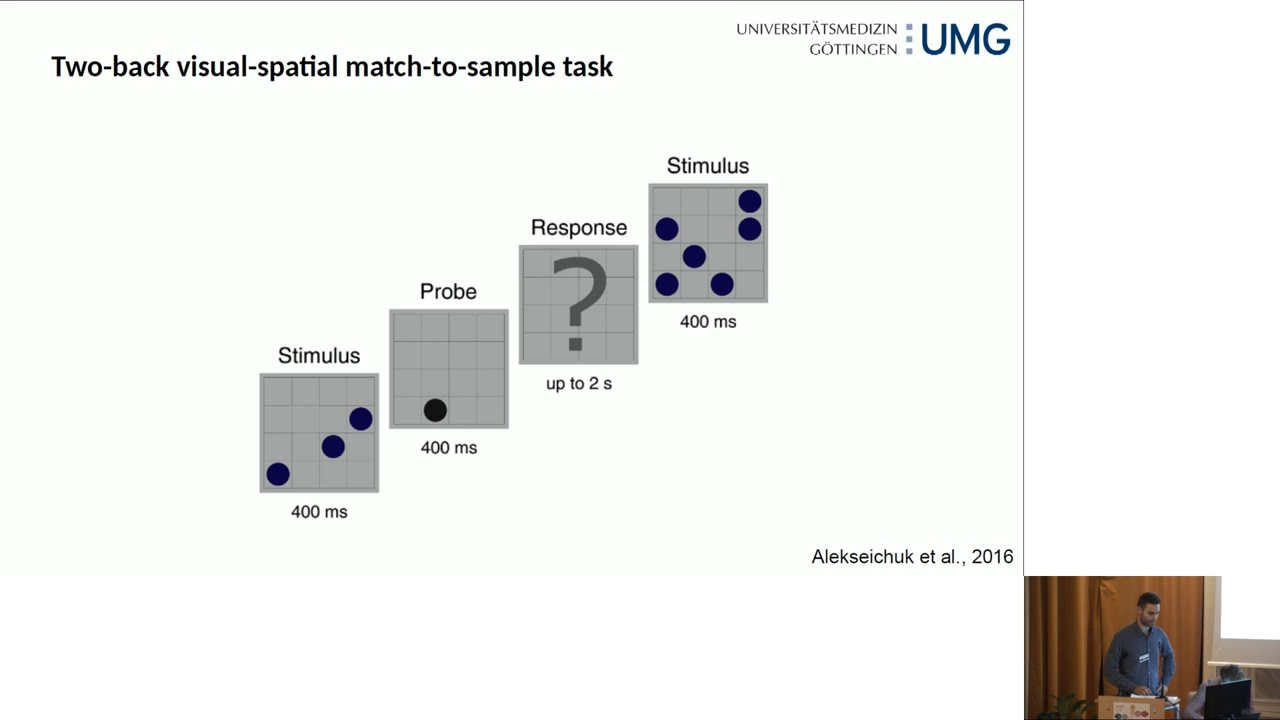 UNIVERSITÄTSMEDIZIN
GÖTTINGEN
UMG
Two-back visual-spatial match-to-sample task
Stimulus
Response
Probe
?
Stimulus
400 ms
up to 2 s
400 ms
400 ms
Alekseichuk et al., 2016